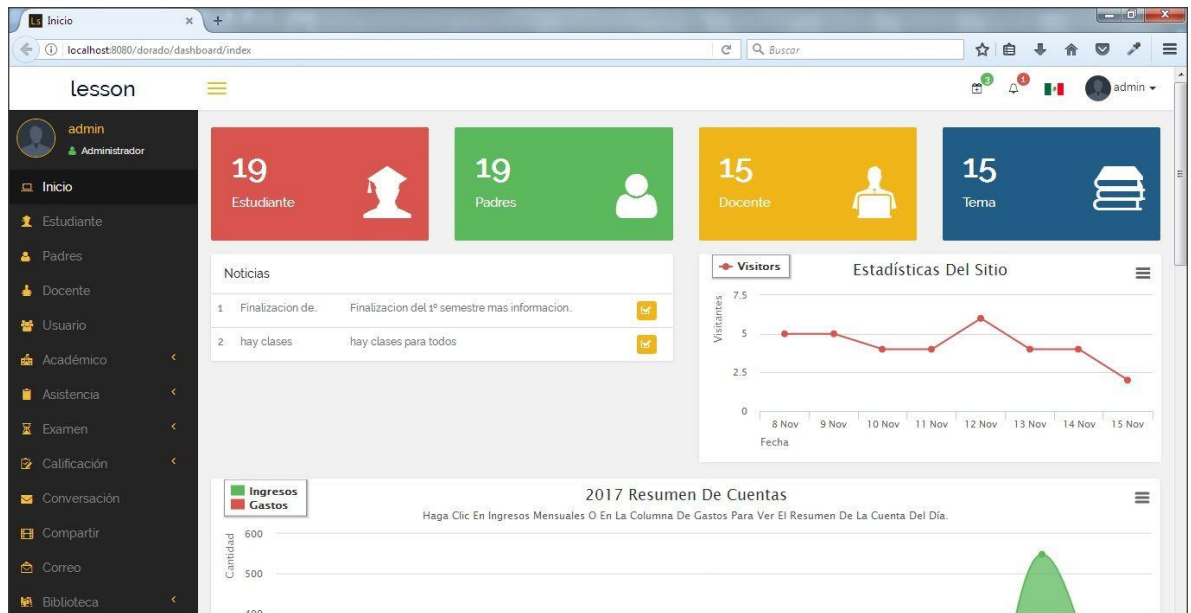 Ls Inicio
localhost:8080/dorado/dashboard/index
Buscar
lesson
3
1
admin
admin
Administrador
Inicio
Estudiante
Padres
Docente
Usuario
Académico
Asistencia
Examen
Calificación
Conversación
Compartir
Correo
Biblioteca
19
Estudiante
19
Padres
15
Docente
15
Tema
Noticias
1 Finalizacion de.. Finalizacion del 1º semestre mas informacion..
2 hay clases hay clases para todos
Visitors
Estadísticas Del Sitio
Visitantes
7.5
5
2.5
0
8 Nov 9 Nov 10 Nov 11 Nov 12 Nov 13 Nov 14 Nov 15 Nov
Fecha
Ingresos
Gastos
2017 Resumen De Cuentas
Haga Clic En Ingresos Mensuales O En La Columna De Gastos Para Ver El Resumen De La Cuenta Del Día.
Cantidad
600
500
400